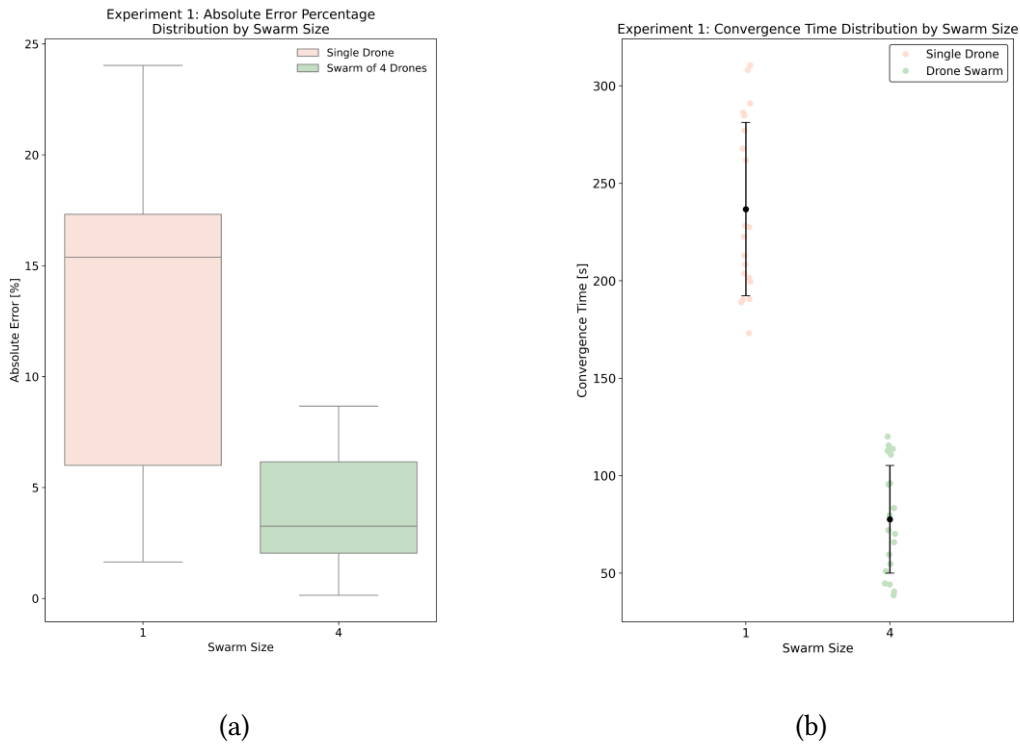 Experiment 1: Absolute Error Percentage
Distribution by Swarm Size
25
20
15
10
5
0
Absolute Error [%]
Single Drone
Swarm of 4 Drones
1
4
Swarm Size
(a)
Experiment 1: Convergence Time Distribution by Swarm Size
300
250
200
150
100
50
Convergence Time [s]
Single Drone
Drone Swarm
1
4
Swarm Size
(b)